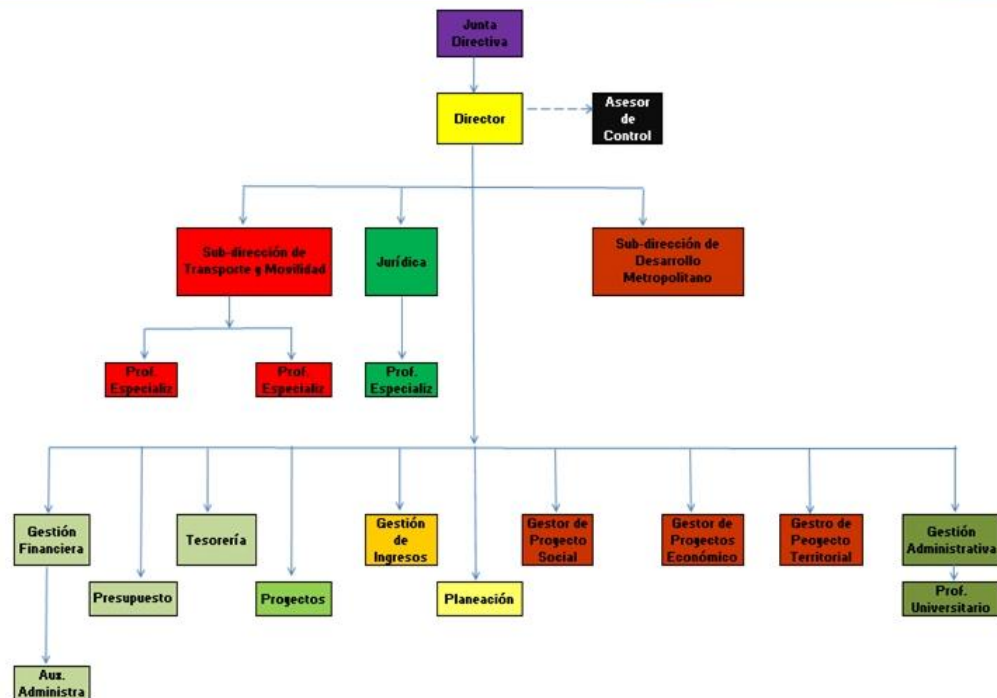 Junta
Directiva
Director
Asesor
de
Control
Sub-dirección de
Transporte y Movilidad
Jurídica
Sub-dirección de
Desarrollo
Metropolitano
Prof.
Especializ
Prof.
Especializ
Prof.
Especializ
Gestión
Financiera
Tesorería
Gestión
de
Ingresos
Gestor de
Proyecto
Social
Gestor de
Proyectos
Económico
Gestro de
Peoyecto
Territorial
Gestión
Administrativa
Presupuesto
Proyectos
Planeación
Prof.
Universitario
Aux.
Administra